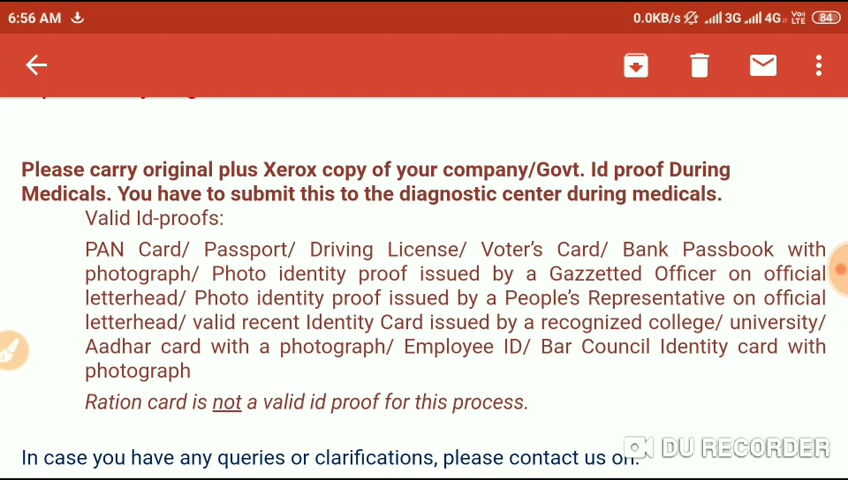 6:56 AM
0.0KB/s 3G 4G Vo) LTE 84
Please carry original plus Xerox copy of your company/Govt. Id proof During
Medicals. You have to submit this to the diagnostic center during medicals.
Valid Id-proofs:
PAN Card/ Passport/ Driving License/ Voter's Card/ Bank Passbook with
photograph/ Photo identity proof issued by a Gazzetted Officer on official
letterhead/ Photo identity proof issued by a People's Representative on official
letterhead/ valid recent Identity Card issued by a recognized college/ university/
Aadhar card with a photograph/ Employee ID/ Bar Council Identity card with
photograph
Ration card is not a valid id proof for this process.
In case you have any queries or clarifications, please contact us on:
DU RECORDER